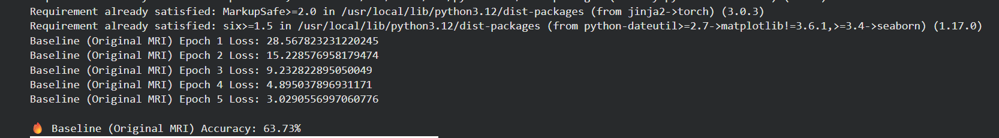 Requirement already satisfied: MarkupSafe>=2.0 in /usr/local/lib/python3.12/dist-packages (from jinja2->torch) (3.0.3)
Requirement already satisfied: six>=1.5 in /usr/local/lib/python3.12/dist-packages (from python-dateutil>=2.7->matplotlib!=3.6.1,>=3.4->seaborn) (1.17.0)
Baseline (Original MRI) Epoch 1 Loss: 28.567823231220245
Baseline (Original MRI) Epoch 2 Loss: 15.228576958179474
Baseline (Original MRI) Epoch 3 Loss: 9.232822895050049
Baseline (Original MRI) Epoch 4 Loss: 4.895037896931171
Baseline (Original MRI) Epoch 5 Loss: 3.0290556997060776
🔥 Baseline (Original MRI) Accuracy: 63.73%